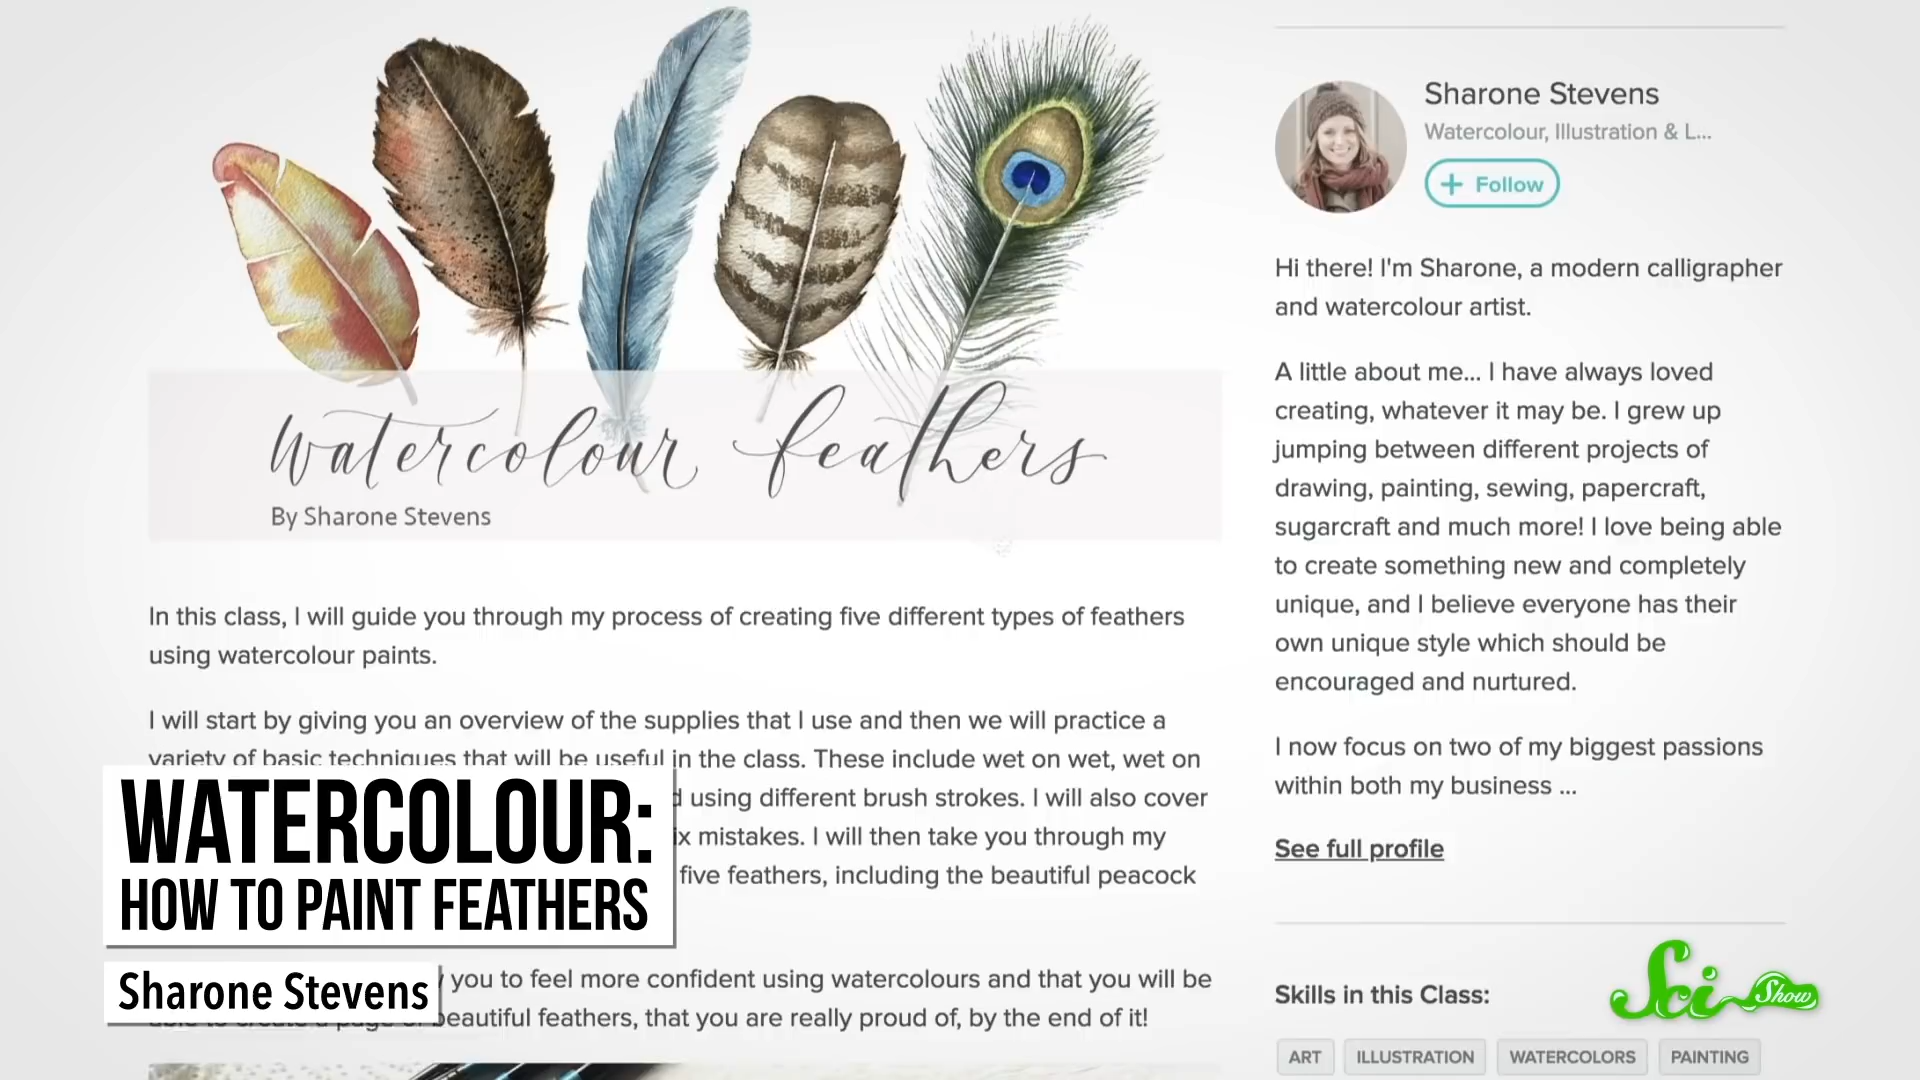 watercolour feathers
By Sharone Stevens
In this class, I will guide you through my process of creating five different types of feathers
using watercolour paints.
I will start by giving you an overview of the supplies that I use and then we will practice a
variety of basic techniques that will be useful in the class. These include wet on wet, wet on
using different brush strokes. I will also cover
mistakes. I will then take you through my
five feathers, including the beautiful peacock
you to feel more confident using watercolours and that you will be
beautiful feathers, that you are really proud of, by the end of it!
WATERCOLOUR:
HOW TO PAINT FEATHERS
Sharone Stevens
Sharone Stevens
Watercolour, Illustration & L...
+ Follow
Hi there! I'm Sharone, a modern calligrapher
and watercolour artist.
A little about me... I have always loved
creating, whatever it may be. I grew up
jumping between different projects of
drawing, painting, sewing, papercraft,
sugarcraft and much more! I love being able
to create something new and completely
unique, and I believe everyone has their
own unique style which should be
encouraged and nurtured.
I now focus on two of my biggest passions
within both my business ...
See full profile
Skills in this Class:
ART ILLUSTRATION WATERCOLORS PAINTING
Sci Show